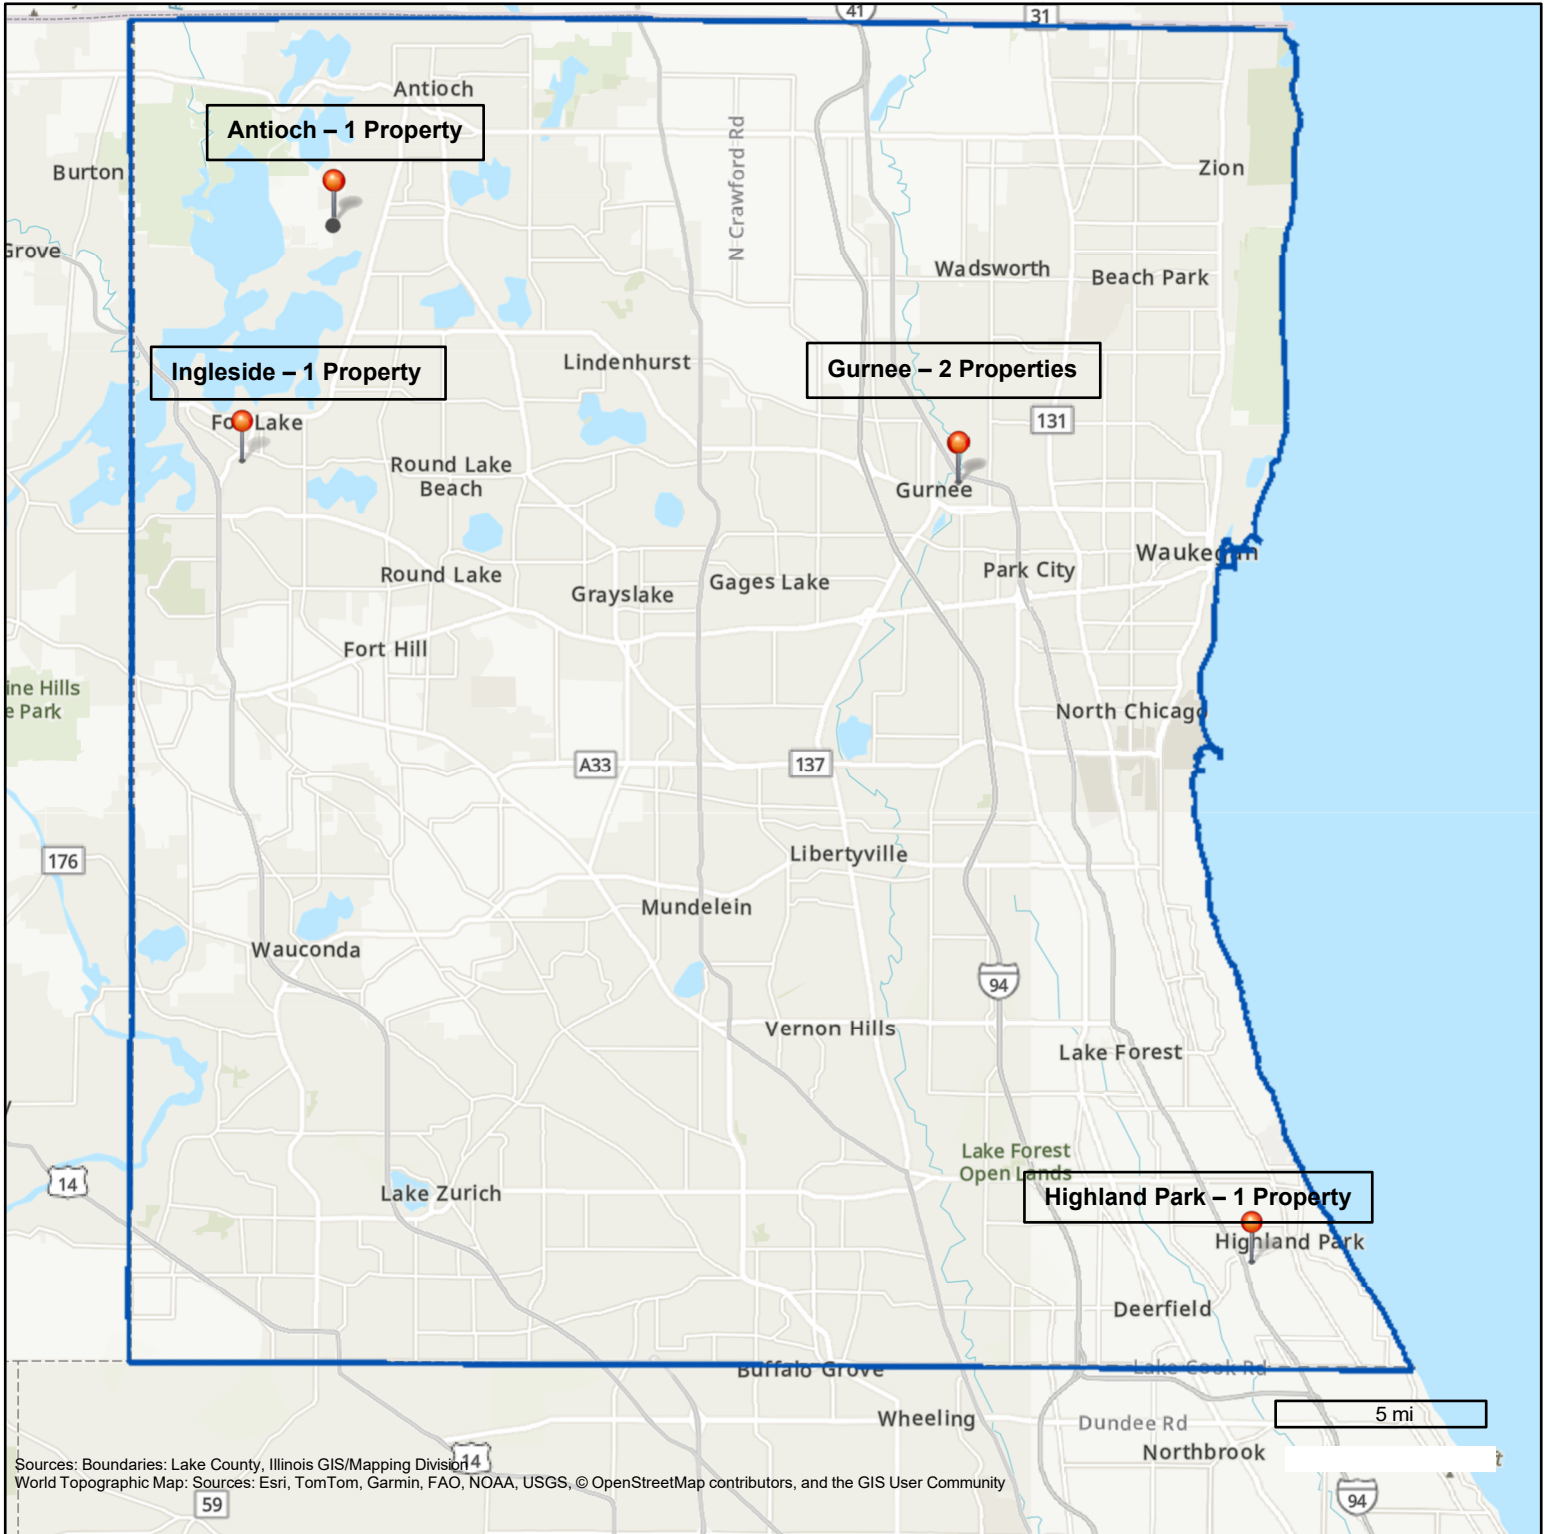 41
31
Antioch
Antioch – 1 Property
N Crawford Rd
Zion
Burton
Grove
Wadsworth
Beach Park
Ingleside – 1 Property
Lindenhurst
Gurnee – 2 Properties
131
Fox Lake
Round Lake
Beach
Gurnee
Waukegan
Park City
Round Lake
Gages Lake
Grayslake
Fort Hill
ine Hills
e Park
North Chicago
A33
137
176
Libertyville
Mundelein
Wauconda
94
Vernon Hills
Lake Forest
Lake Forest
Open Lands
14
Lake Zurich
Highland Park – 1 Property
Highland Park
Deerfield
Buffalo Grove
Lake Cook Rd
5 mi
Wheeling
Dundee Rd
Northbrook
14
Sources: Boundaries: Lake County, Illinois GIS/Mapping Division
World Topographic Map: Sources: Esri, TomTom, Garmin, FAO, NOAA, USGS, © OpenStreetMap contributors, and the GIS User Community
59
94